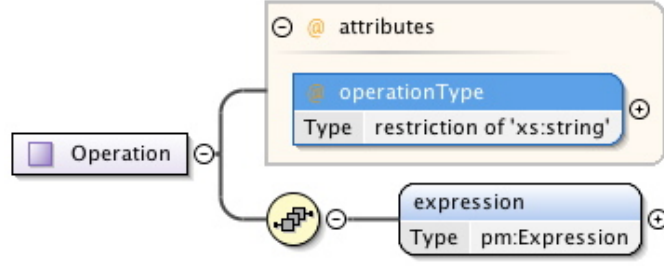 @ attributes
@ operationType
Type restriction of 'xs:string'
Operation
expression
Type pm:Expression